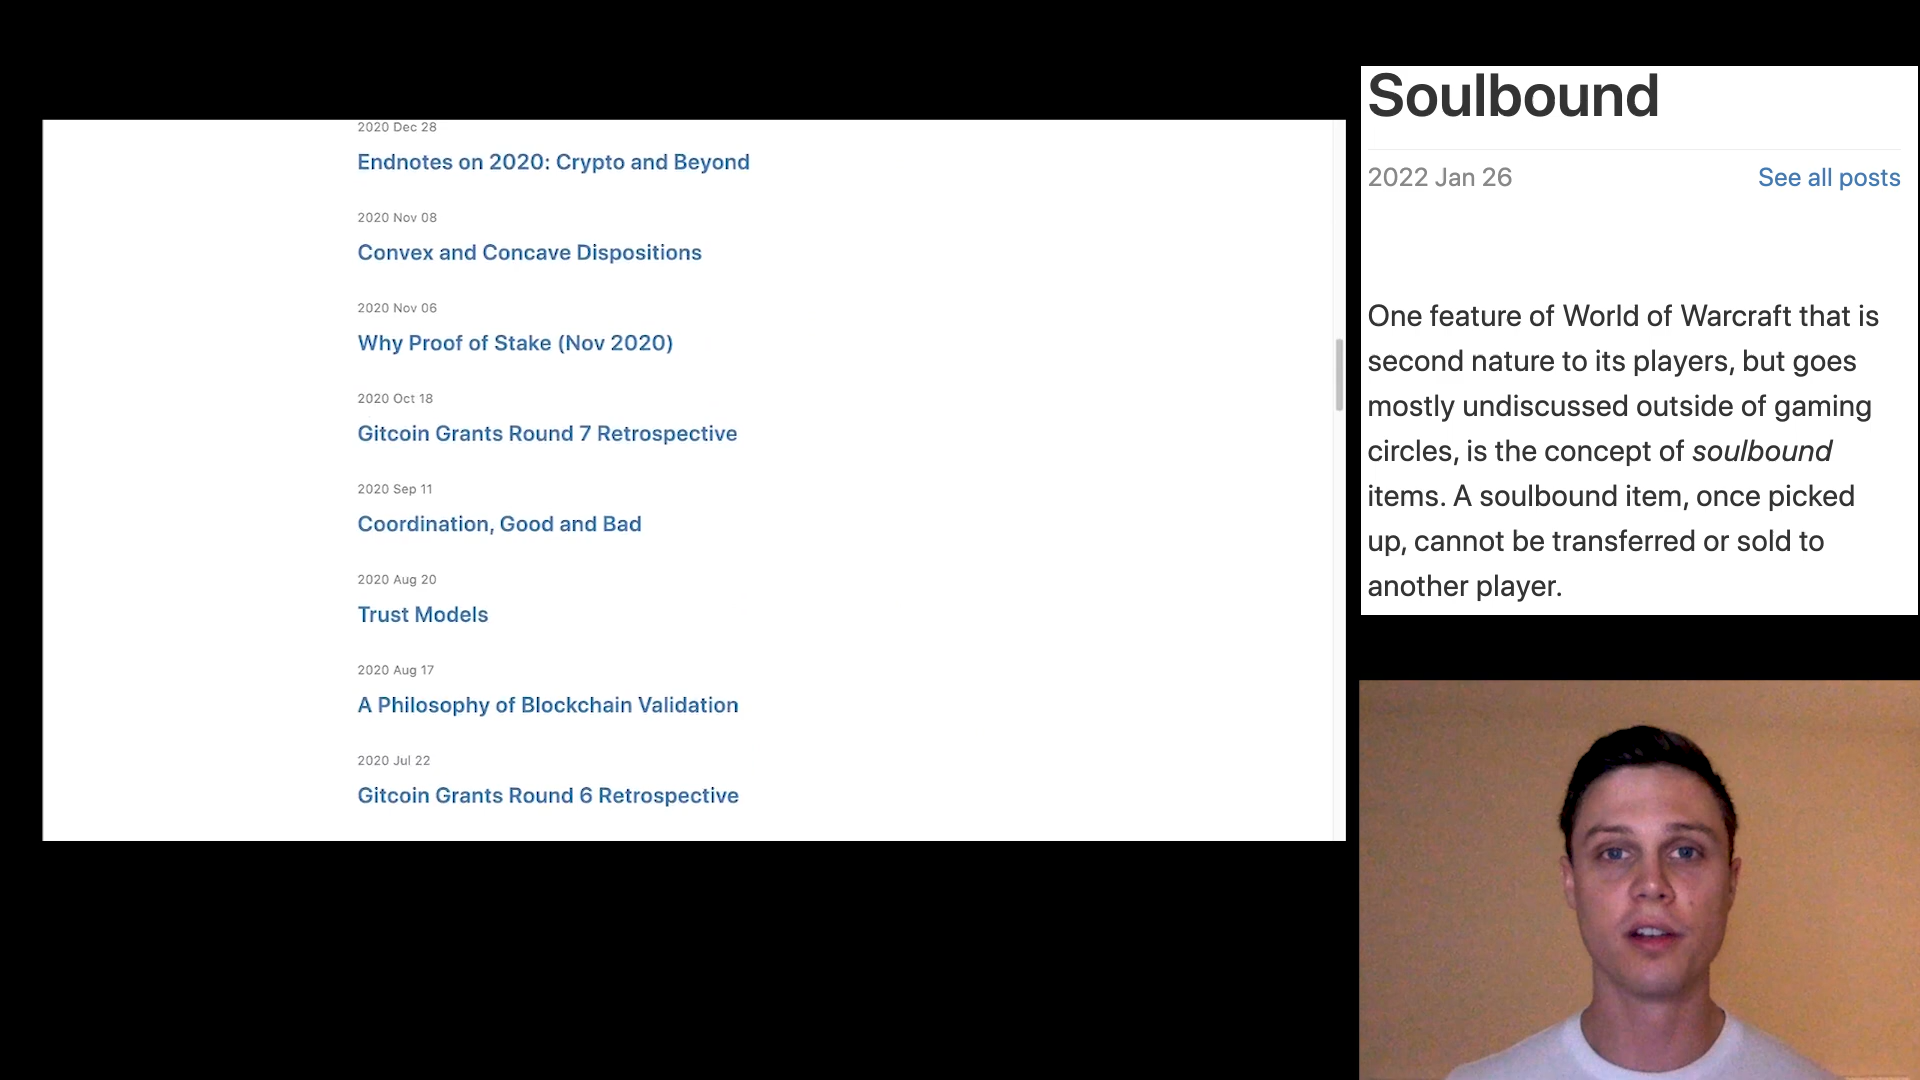 2020 Dec 28
Endnotes on 2020: Crypto and Beyond
2020 Nov 08
Convex and Concave Dispositions
2020 Nov 06
Why Proof of Stake (Nov 2020)
2020 Oct 18
Gitcoin Grants Round 7 Retrospective
2020 Sep 11
Coordination, Good and Bad
2020 Aug 20
Trust Models
2020 Aug 17
A Philosophy of Blockchain Validation
2020 Jul 22
Gitcoin Grants Round 6 Retrospective
Soulbound
2022 Jan 26 See all posts
One feature of World of Warcraft that is
second nature to its players, but goes
mostly undiscussed outside of gaming
circles, is the concept of soulbound
items. A soulbound item, once picked
up, cannot be transferred or sold to
another player.